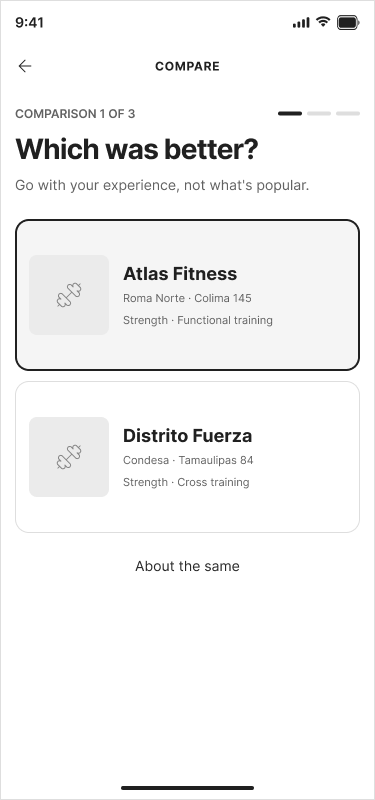 9:41
COMPARE
COMPARISON 1 OF 3
Which was better?
Go with your experience, not what's popular.
Atlas Fitness
Roma Norte · Colima 145
Strength · Functional training
Distrito Fuerza
Condesa · Tamaulipas 84
Strength · Cross training
About the same